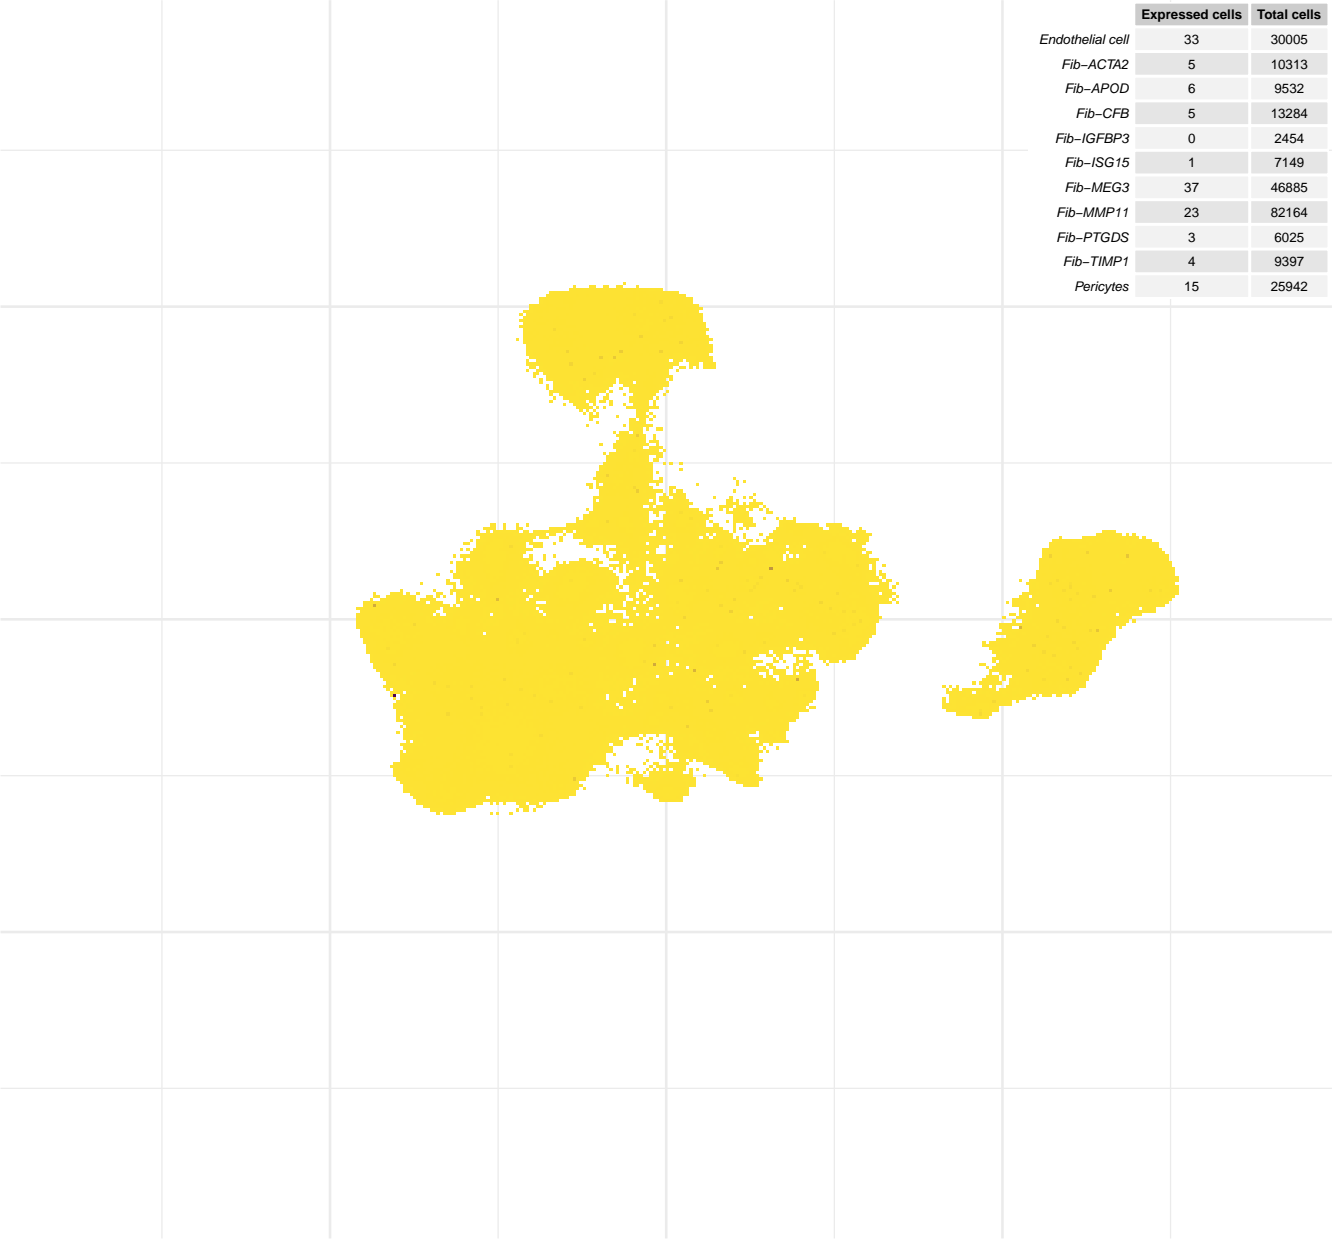 Expressed cells Total cells
Endothelial cell 33 30005
Fib−ACTA2 5 10313
Fib−APOD 6 9532
Fib−CFB 5 13284
Fib−IGFBP3 0 2454
Fib−ISG15 1 7149
Fib−MEG3 37 46885
Fib−MMP11 23 82164
Fib−PTGDS 3 6025
Fib−TIMP1 4 9397
Pericytes 15 25942